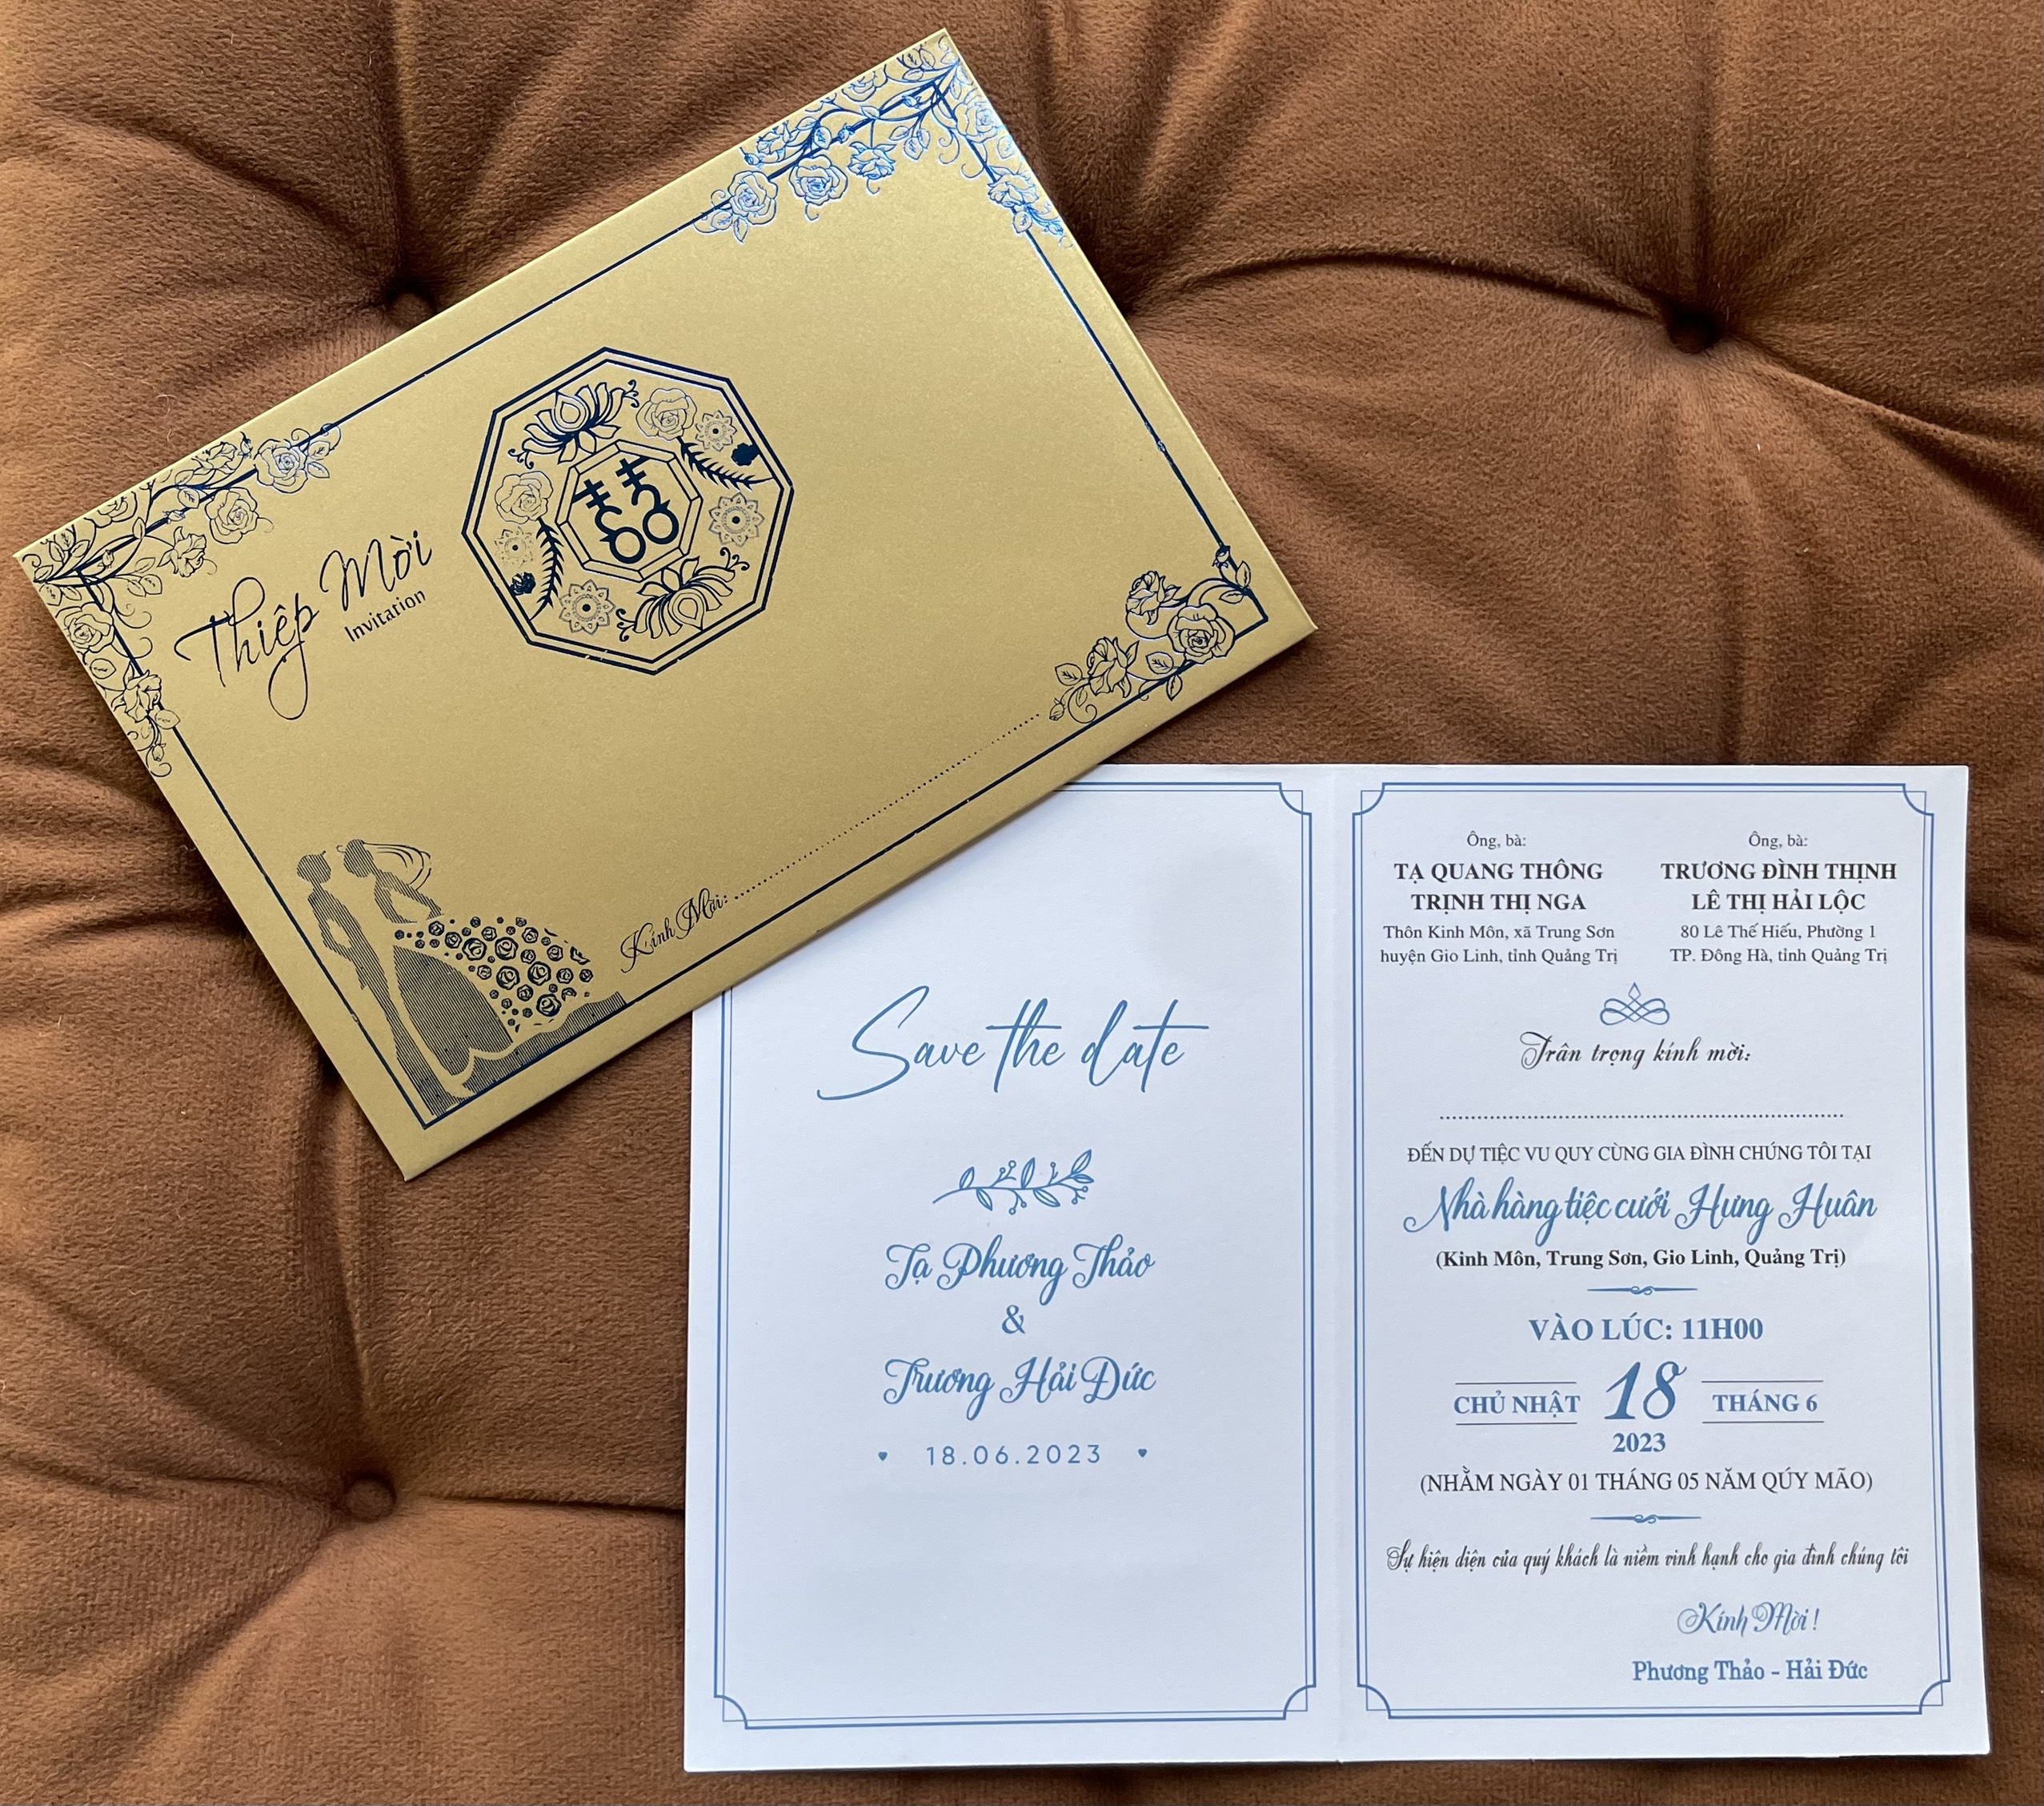 Thiệp Mời
Invitation
囍
Kính Mời:
Save the date
Tạ Phương Thảo
&
Trương Hải Đức
18.06.2023
Ông, bà:
TẠ QUANG THÔNG
TRỊNH THỊ NGA
Thôn Kinh Môn, xã Trung Sơn
huyện Gio Linh, tỉnh Quảng Trị
Ông, bà:
TRƯƠNG ĐÌNH THỊNH
LÊ THỊ HẢI LỘC
80 Lê Thế Hiếu, Phường 1
TP. Đông Hà, tỉnh Quảng Trị
Trân trọng kính mời:
ĐẾN DỰ TIỆC VU QUY CÙNG GIA ĐÌNH CHÚNG TÔI TẠI
Nhà hàng tiệc cưới Hưng Huân
(Kinh Môn, Trung Sơn, Gio Linh, Quảng Trị)
VÀO LÚC: 11H00
CHỦ NHẬT 18 THÁNG 6
2023
(NHẰM NGÀY 01 THÁNG 05 NĂM QÚY MÃO)
Sự hiện diện của quý khách là niềm vinh hạnh cho gia đình chúng tôi
Kính Mời !
Phương Thảo - Hải Đức